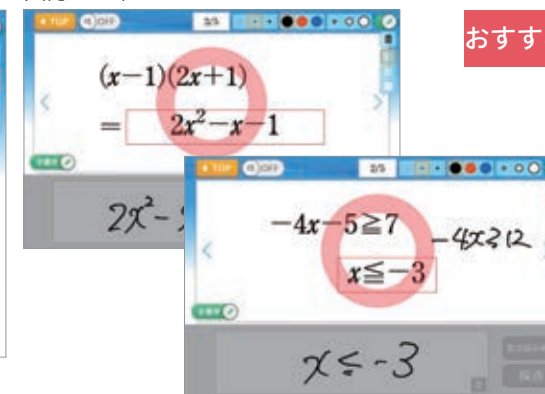 おすす
TOP
OFF
3/5
(x−1)(2x+1)
= 2x²−x−1
2x²-
TOP
OFF
2/5
−4x−5≧7
-4x≧12
x≦−3
x≤-3